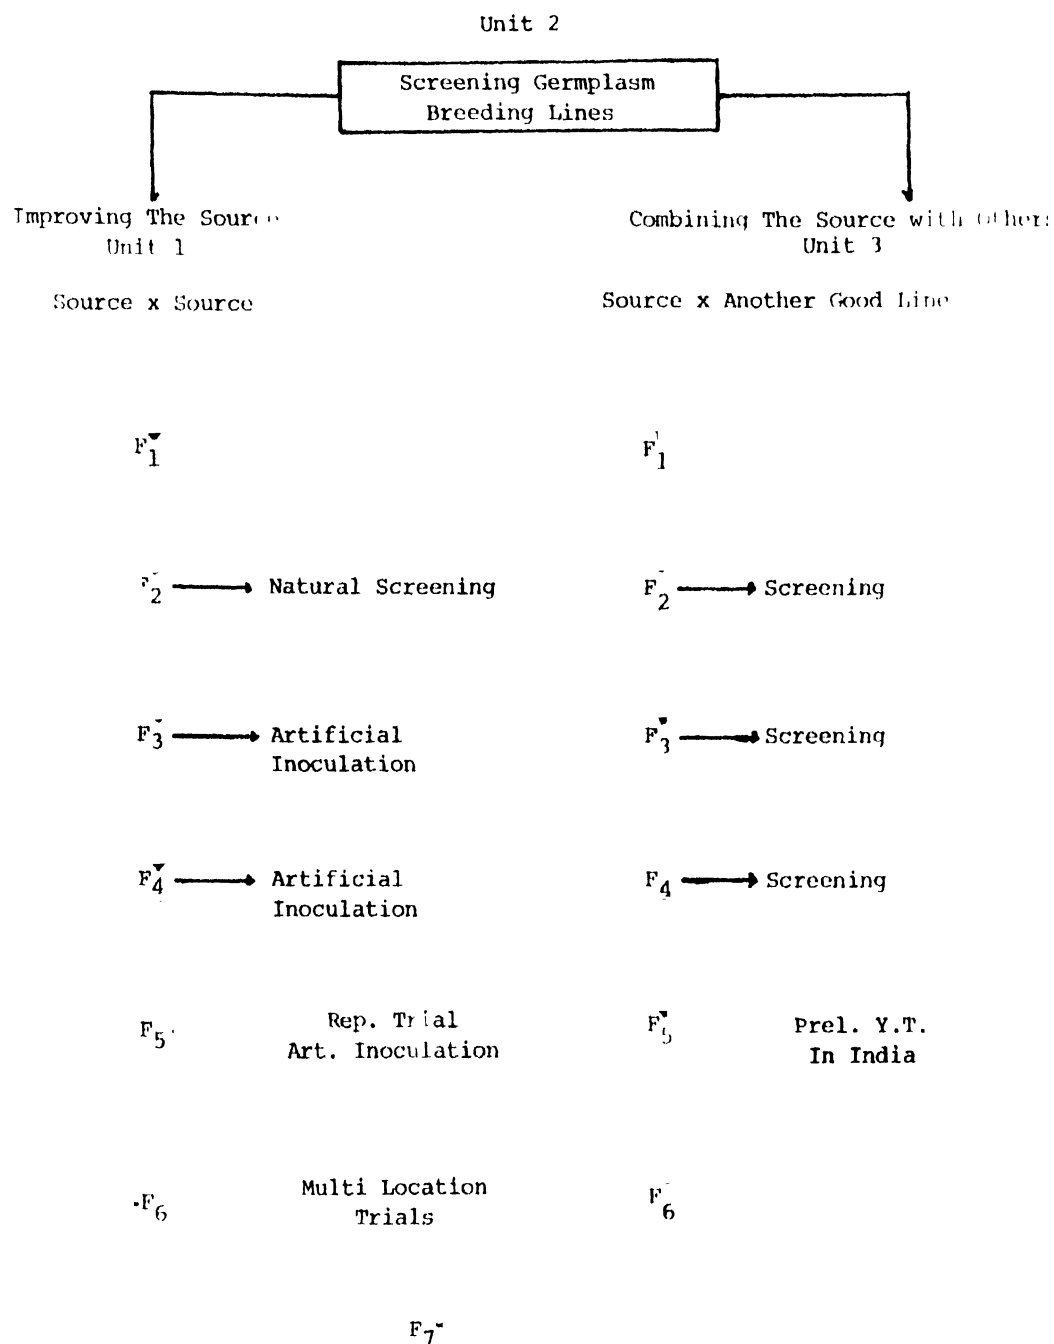 Unit 2
Screening Germplasm
Breeding Lines
Improving The Source
Unit 1
Source x Source
Combining The Source with Others
Unit 3
Source x Another Good Line
F1
F1
F2 Natural Screening
F2 Screening
F3 Artificial
Inoculation
F3 Screening
F4 Artificial
Inoculation
F4 Screening
F5 Rep. Trial
Art. Inoculation
F5 Prel. Y.T.
In India
F6 Multi Location
Trials
F6
F7